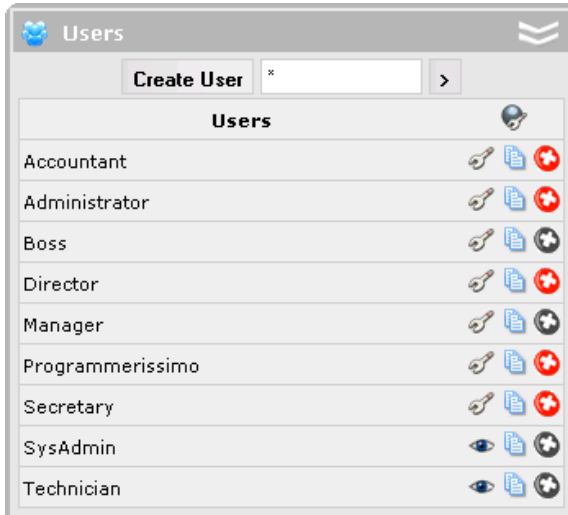 Users
Create User * >
Users
Accountant
Administrator
Boss
Director
Manager
Programmerissimo
Secretary
SysAdmin
Technician